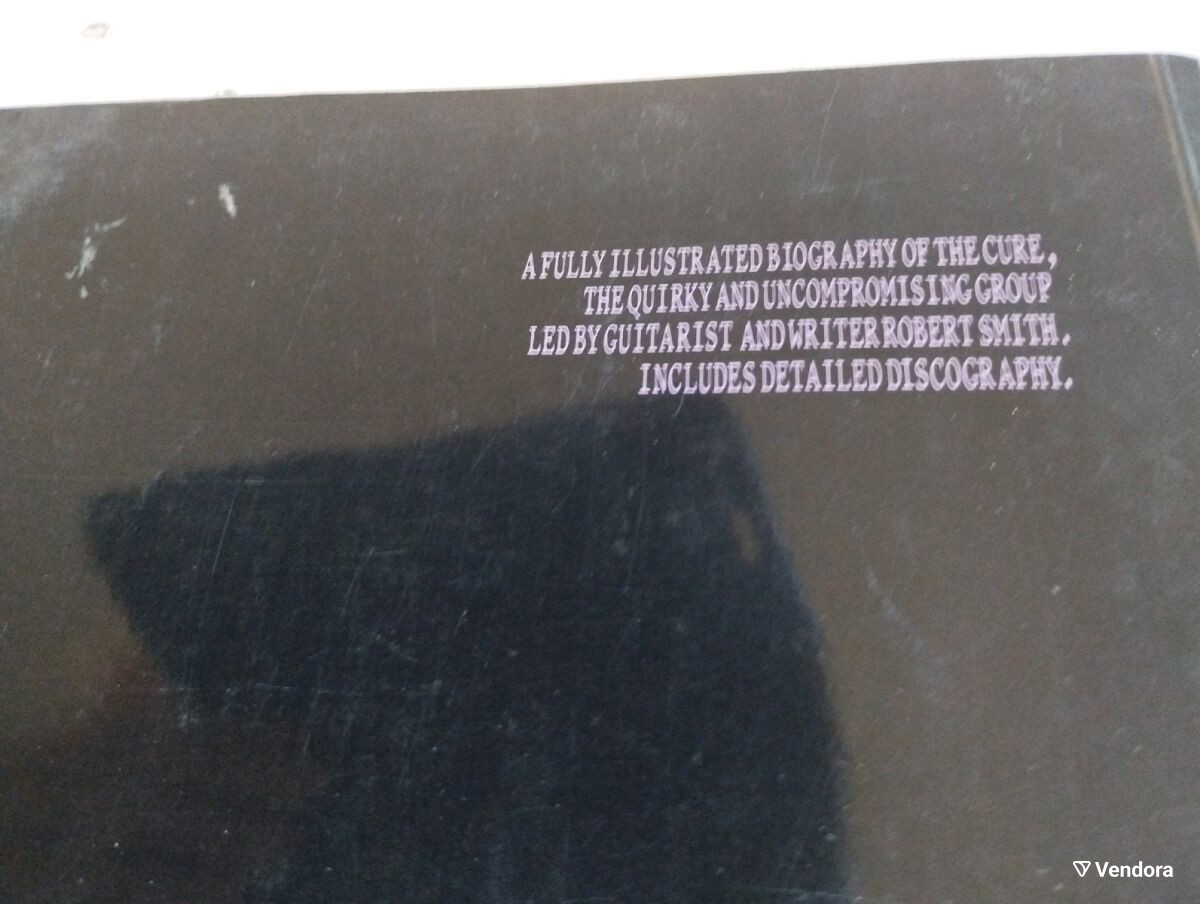 A FULLY ILLUSTRATED BIOGRAPHY OF THE CURE,
THE QUIRKY AND UNCOMPROMISING GROUP
LED BY GUITARIST AND WRITER ROBERT SMITH.
INCLUDES DETAILED DISCOGRAPHY.
Vendora